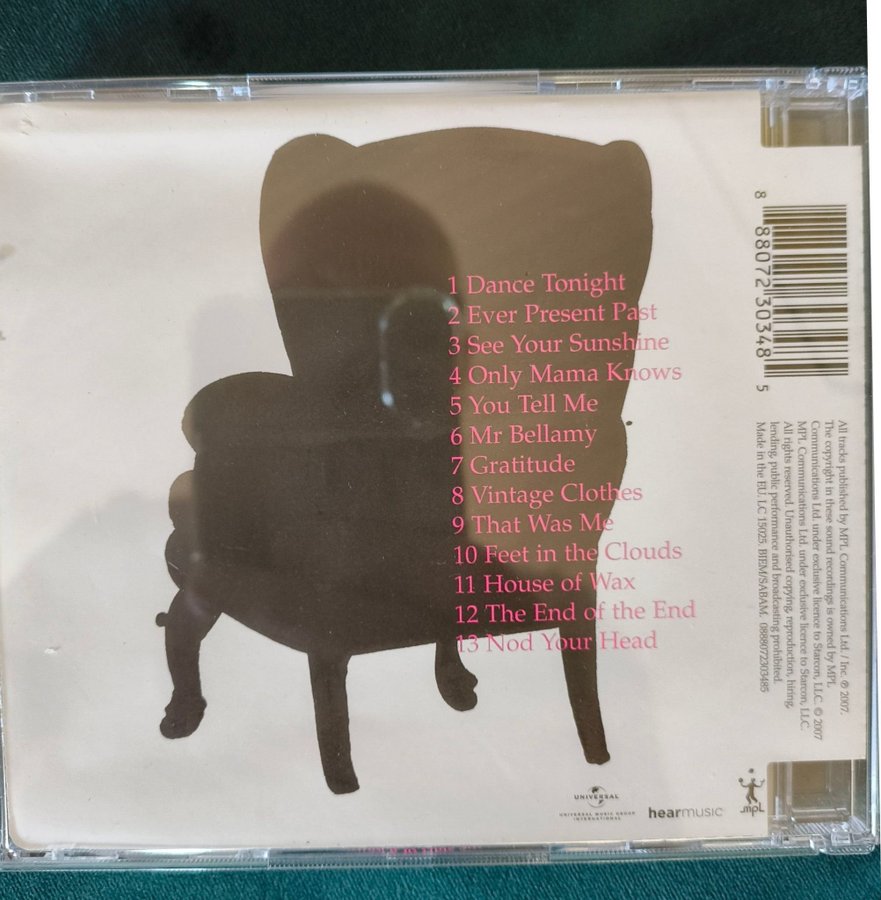 1 Dance Tonight
2 Ever Present Past
3 See Your Sunshine
4 Only Mama Knows
5 You Tell Me
6 Mr Bellamy
7 Gratitude
8 Vintage Clothes
9 That Was Me
10 Feet in the Clouds
11 House of Wax
12 The End of the End
13 Nod Your Head
8 88072 30348 5
All tracks published by MPL Communications Ltd. / Inc. ℗ 2007.
The copyright in these sound recordings is owned by MPL
Communications Ltd. under exclusive licence to Starcon, LLC. © 2007
MPL Communications Ltd. under exclusive licence to Starcon, LLC.
All rights reserved. Unauthorised copying, reproduction, hiring,
lending, public performance and broadcasting prohibited.
Made in the EU. LC 15025 BIEM/SABAM. 0888072303485
UNIVERSAL
UNIVERSAL MUSIC GROUP
INTERNATIONAL
hearmusic
mpL